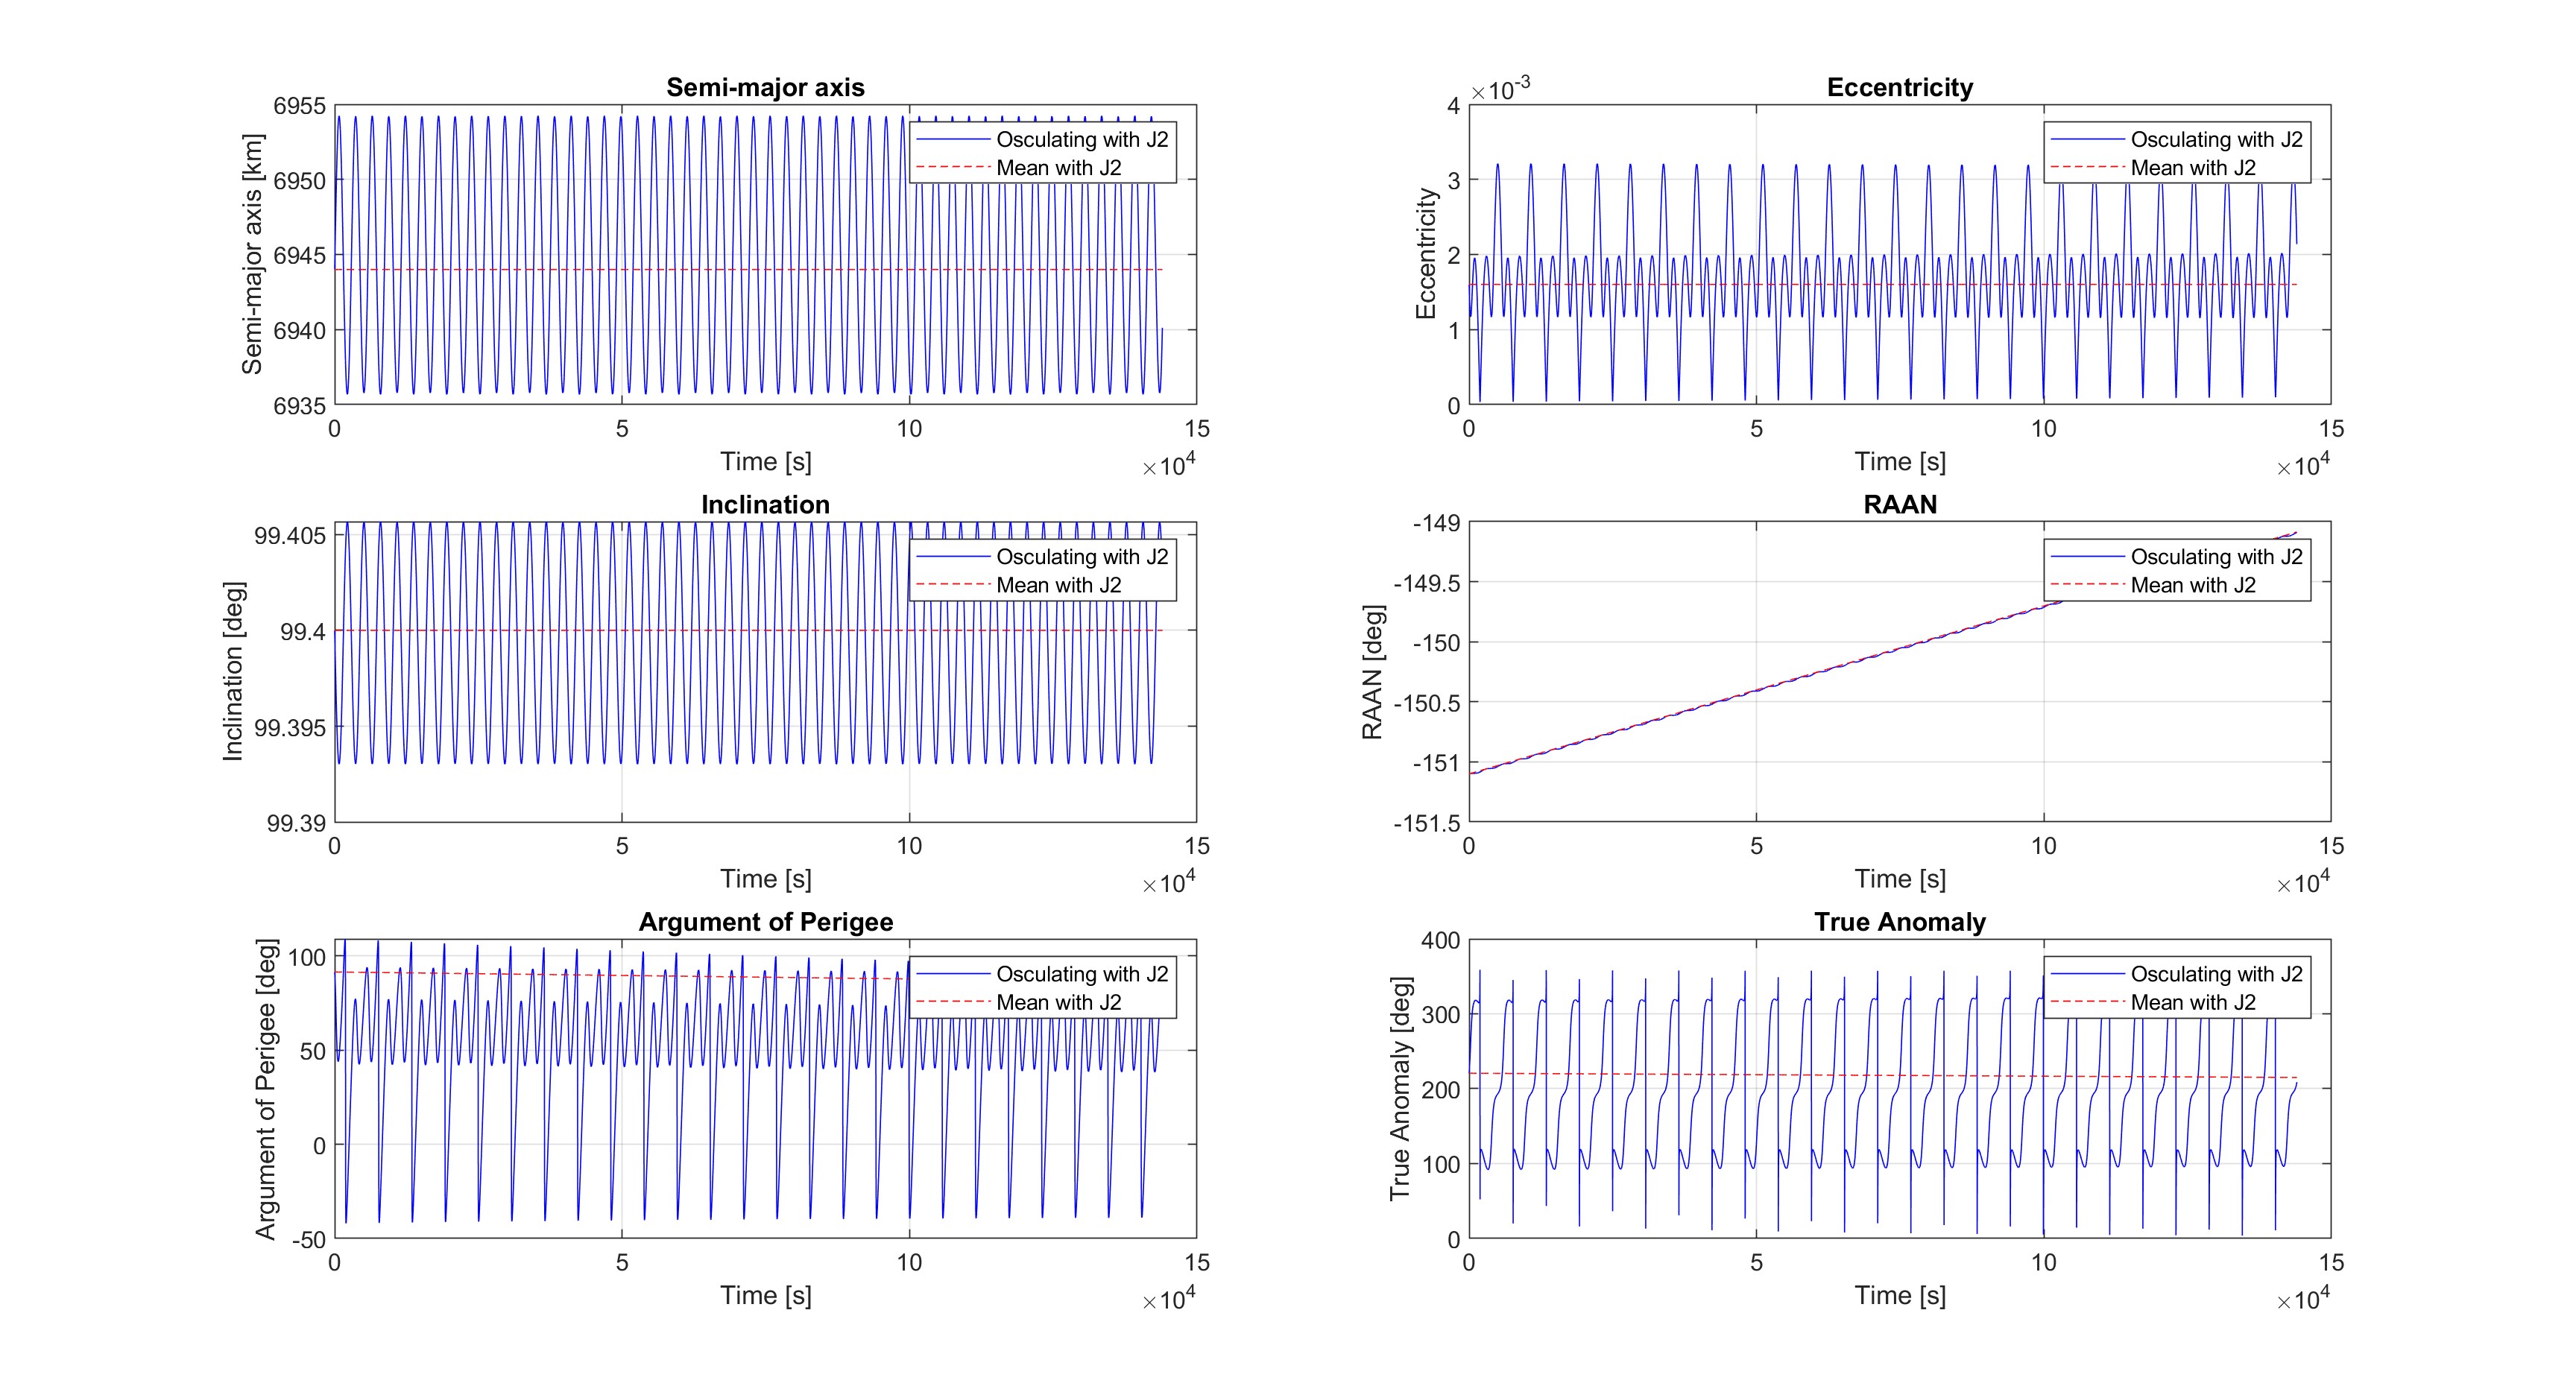 Semi-major axis
Semi-major axis [km]
6955
6950
6945
6940
6935
Osculating with J2
Mean with J2
0 5 10 15
Time [s]
×10^4
Eccentricity
×10^-3
Eccentricity
4
3
2
1
0
Osculating with J2
Mean with J2
0 5 10 15
Time [s]
×10^4
Inclination
Inclination [deg]
99.405
99.4
99.395
99.39
Osculating with J2
Mean with J2
0 5 10 15
Time [s]
×10^4
RAAN
RAAN [deg]
-149
-149.5
-150
-150.5
-151
-151.5
Osculating with J2
Mean with J2
0 5 10 15
Time [s]
×10^4
Argument of Perigee
Argument of Perigee [deg]
100
50
0
-50
Osculating with J2
Mean with J2
0 5 10 15
Time [s]
×10^4
True Anomaly
True Anomaly [deg]
400
300
200
100
0
Osculating with J2
Mean with J2
0 5 10 15
Time [s]
×10^4